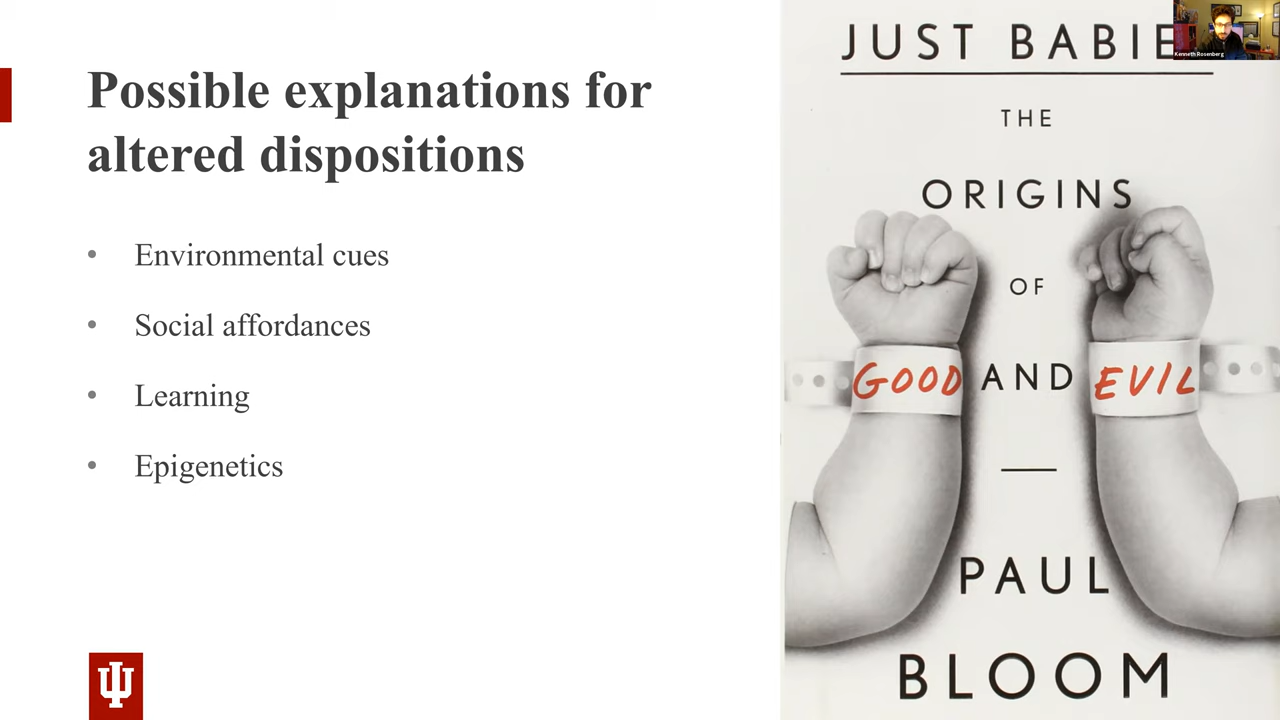 Possible explanations for
altered dispositions
• Environmental cues
• Social affordances
• Learning
• Epigenetics
JUST BABIE
THE
ORIGINS
OF
GOOD AND EVIL
PAUL
BLOOM
Kenneth Rosenberg